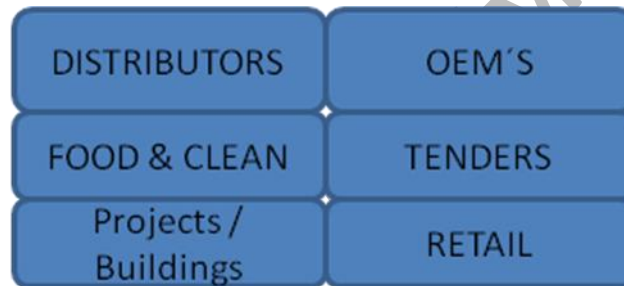 DISTRIBUTORS
OEM´S
FOOD & CLEAN
TENDERS
Projects /
Buildings
RETAIL